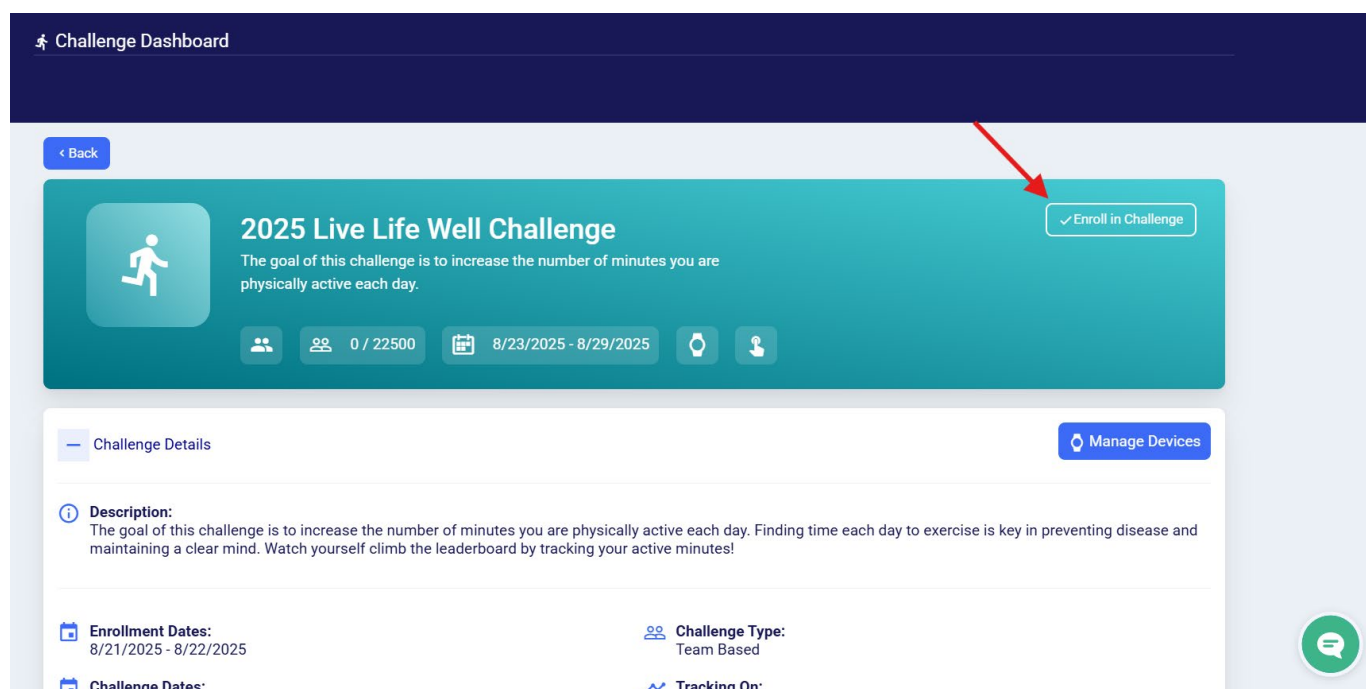 Challenge Dashboard
Back
2025 Live Life Well Challenge
Enroll in Challenge
The goal of this challenge is to increase the number of minutes you are
physically active each day.
0 / 22500
8/23/2025 - 8/29/2025
Challenge Details
Manage Devices
Description:
The goal of this challenge is to increase the number of minutes you are physically active each day. Finding time each day to exercise is key in preventing disease and
maintaining a clear mind. Watch yourself climb the leaderboard by tracking your active minutes!
Enrollment Dates:
8/21/2025 - 8/22/2025
Challenge Type:
Team Based
Challenge Dates:
Tracking On: